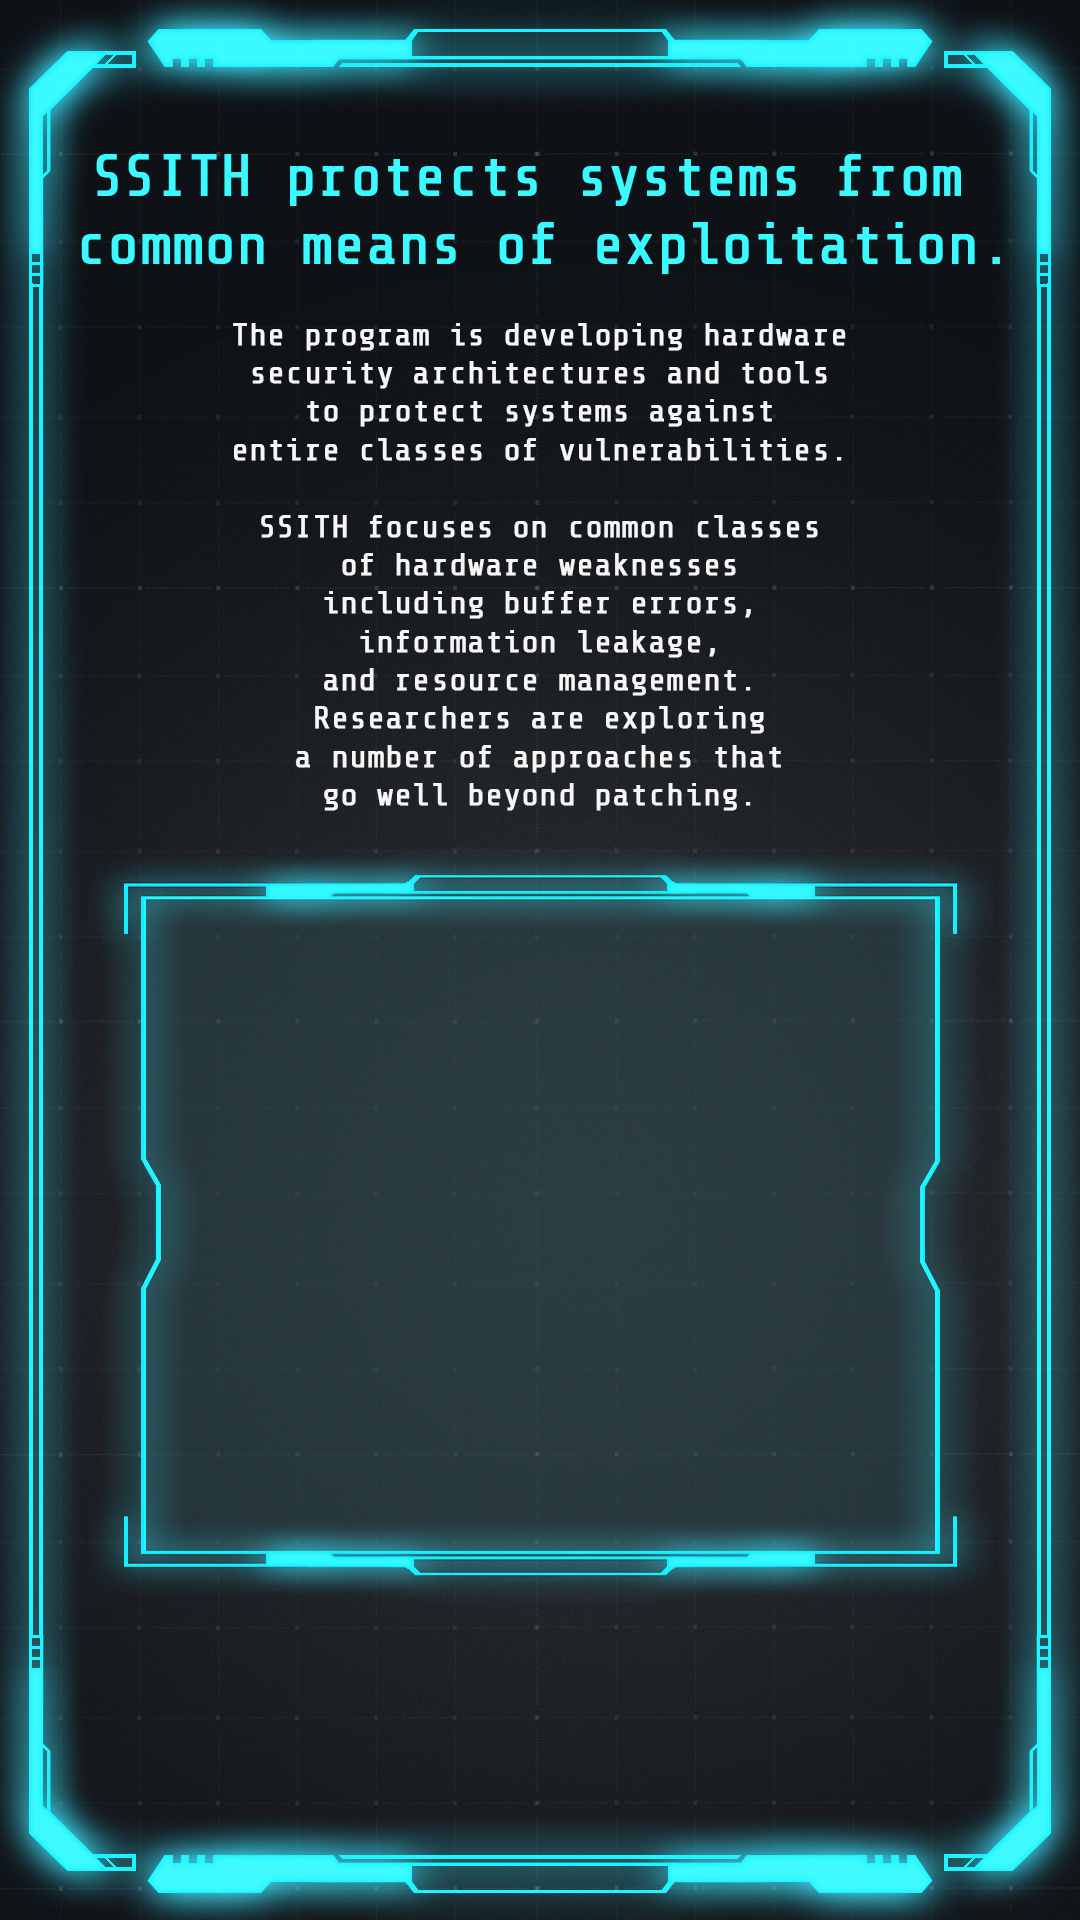 SSITH protects systems from
common means of exploitation.
The program is developing hardware
security architectures and tools
to protect systems against
entire classes of vulnerabilities.
SSITH focuses on common classes
of hardware weaknesses
including buffer errors,
information leakage,
and resource management.
Researchers are exploring
a number of approaches that
go well beyond patching.